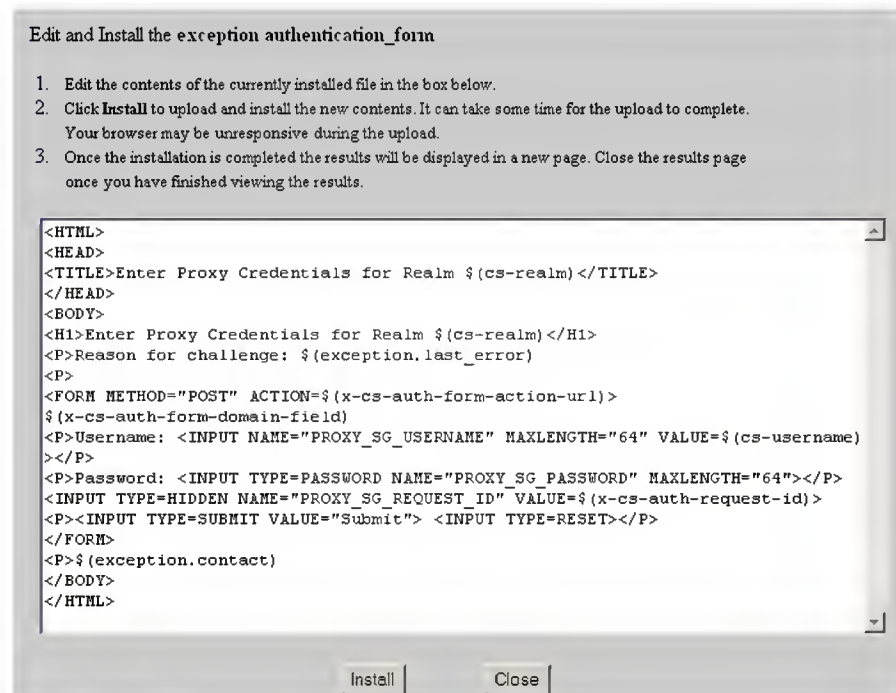 Edit and Install the exception authentication_form
1. Edit the contents of the currently installed file in the box below.
2. Click Install to upload and install the new contents. It can take some time for the upload to complete.
Your browser may be unresponsive during the upload.
3. Once the installation is completed the results will be displayed in a new page. Close the results page
once you have finished viewing the results.
<HTML>
<HEAD>
<TITLE>Enter Proxy Credentials for Realm $(cs-realm)</TITLE>
</HEAD>
<BODY>
<H1>Enter Proxy Credentials for Realm $(cs-realm)</H1>
<P>Reason for challenge: $(exception.last_error)
<P>
<FORM METHOD="POST" ACTION=$(x-cs-auth-form-action-url)>
$(x-cs-auth-form-domain-field)
<P>Username: <INPUT NAME="PROXY_SG_USERNAME" MAXLENGTH="64" VALUE=$(cs-username)
></P>
<P>Password: <INPUT TYPE=PASSWORD NAME="PROXY_SG_PASSWORD" MAXLENGTH="64"></P>
<INPUT TYPE=HIDDEN NAME="PROXY_SG_REQUEST_ID" VALUE=$(x-cs-auth-request-id)>
<P><INPUT TYPE=SUBMIT VALUE="Submit"> <INPUT TYPE=RESET></P>
</FORM>
<P>$(exception.contact)
</BODY>
</HTML>
Install Close